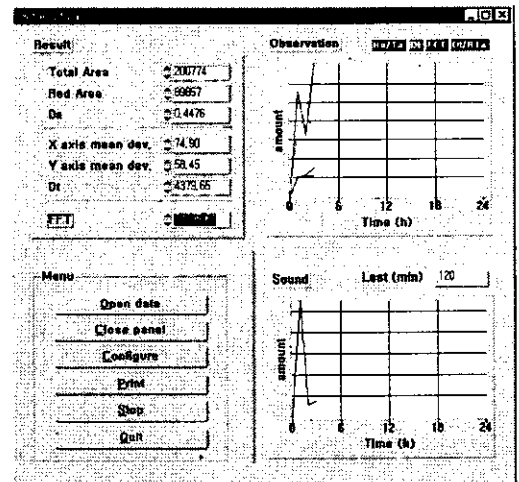 Result
Total Area 200774
Red Area 89857
Da 0,4476
X axis mean dev. 74,90
Y axis mean dev. 58,45
Dt 4379,65
FFT
Menu
Open data
Close panel
Configure
Print
Stop
Quit
Observation
amount
0 6 12 18 24
Time (h)
Sound Lest (min) 120
amount
0 6 12 18 24
Time (h)